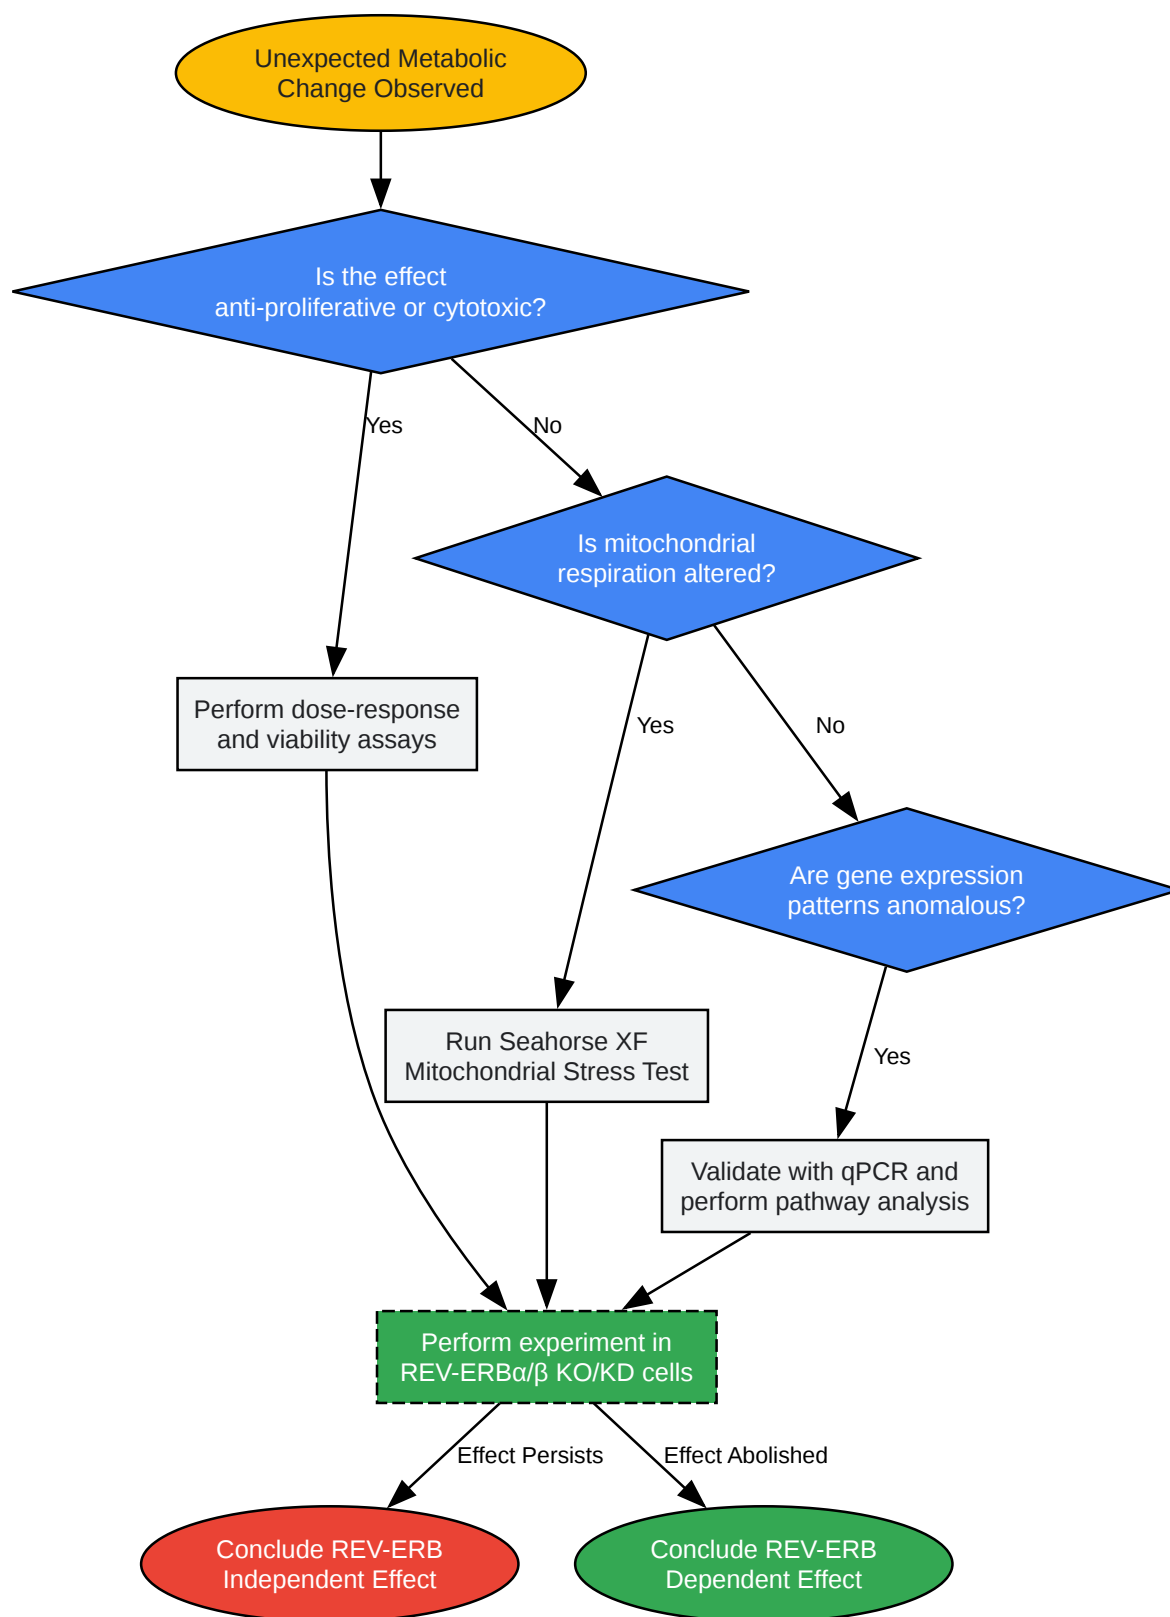 Unexpected Metabolic
Change Observed
Is the effect
anti-proliferative or cytotoxic?
Yes
No
Is mitochondrial
respiration altered?
Perform dose-response
and viability assays
Yes
No
Are gene expression
patterns anomalous?
Run Seahorse XF
Mitochondrial Stress Test
Yes
Validate with qPCR and
perform pathway analysis
Perform experiment in
REV-ERBα/β KO/KD cells
Effect Persists
Effect Abolished
Conclude REV-ERB
Independent Effect
Conclude REV-ERB
Dependent Effect